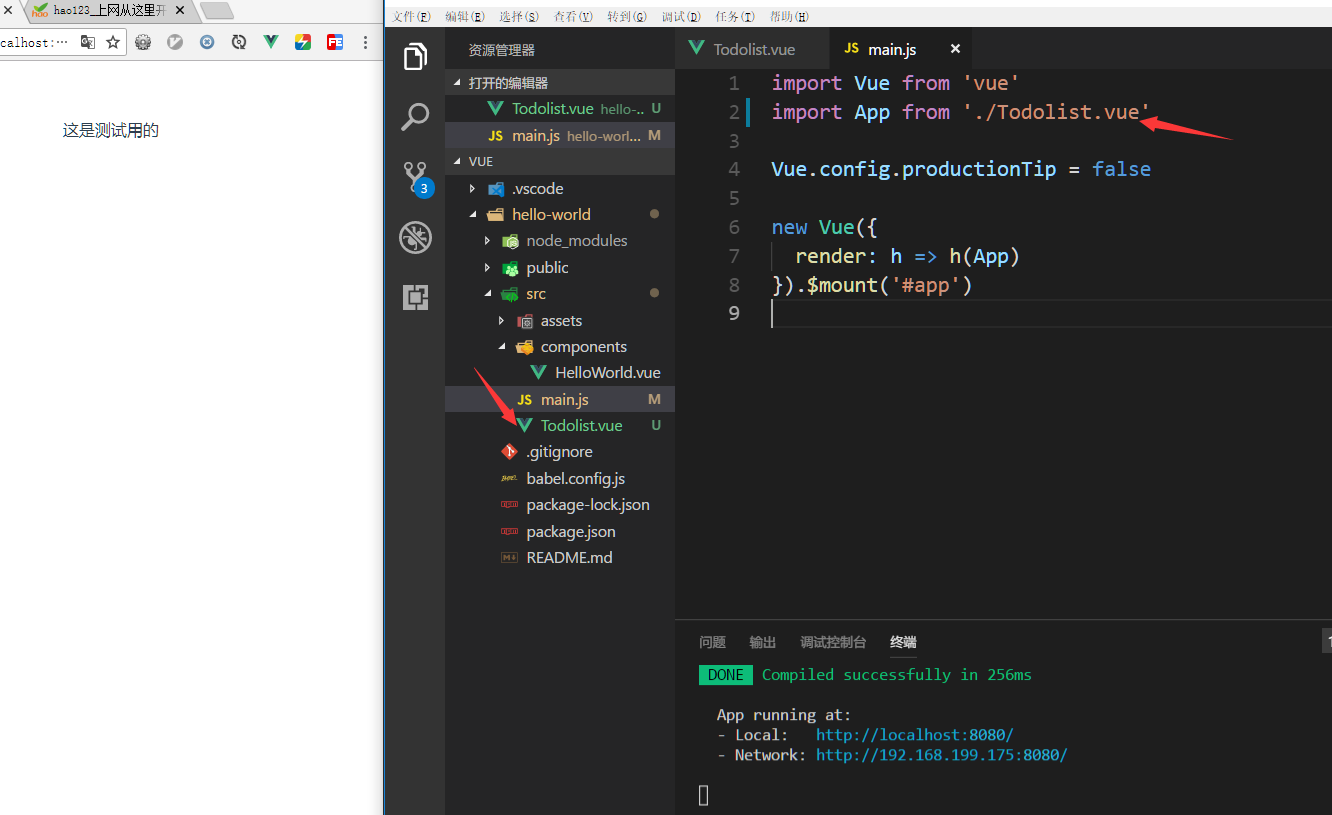 hao123_上网从这里开
calhost:…
这是测试用的
文件(F) 编辑(E) 选择(S) 查看(V) 转到(G) 调试(D) 任务(T) 帮助(H)
资源管理器
打开的编辑器
Todolist.vue hello-.. U
JS main.js hello-worl... M
VUE
.vscode
hello-world
node_modules
public
src
assets
components
HelloWorld.vue
JS main.js M
Todolist.vue U
.gitignore
babel.config.js
package-lock.json
package.json
README.md
3
Todolist.vue JS main.js
1 import Vue from 'vue'
2 import App from './Todolist.vue'
3
4 Vue.config.productionTip = false
5
6 new Vue({
7 render: h => h(App)
8 }).$mount('#app')
9
问题 输出 调试控制台 终端 1
DONE Compiled successfully in 256ms
App running at:
- Local: http://localhost:8080/
- Network: http://192.168.199.175:8080/